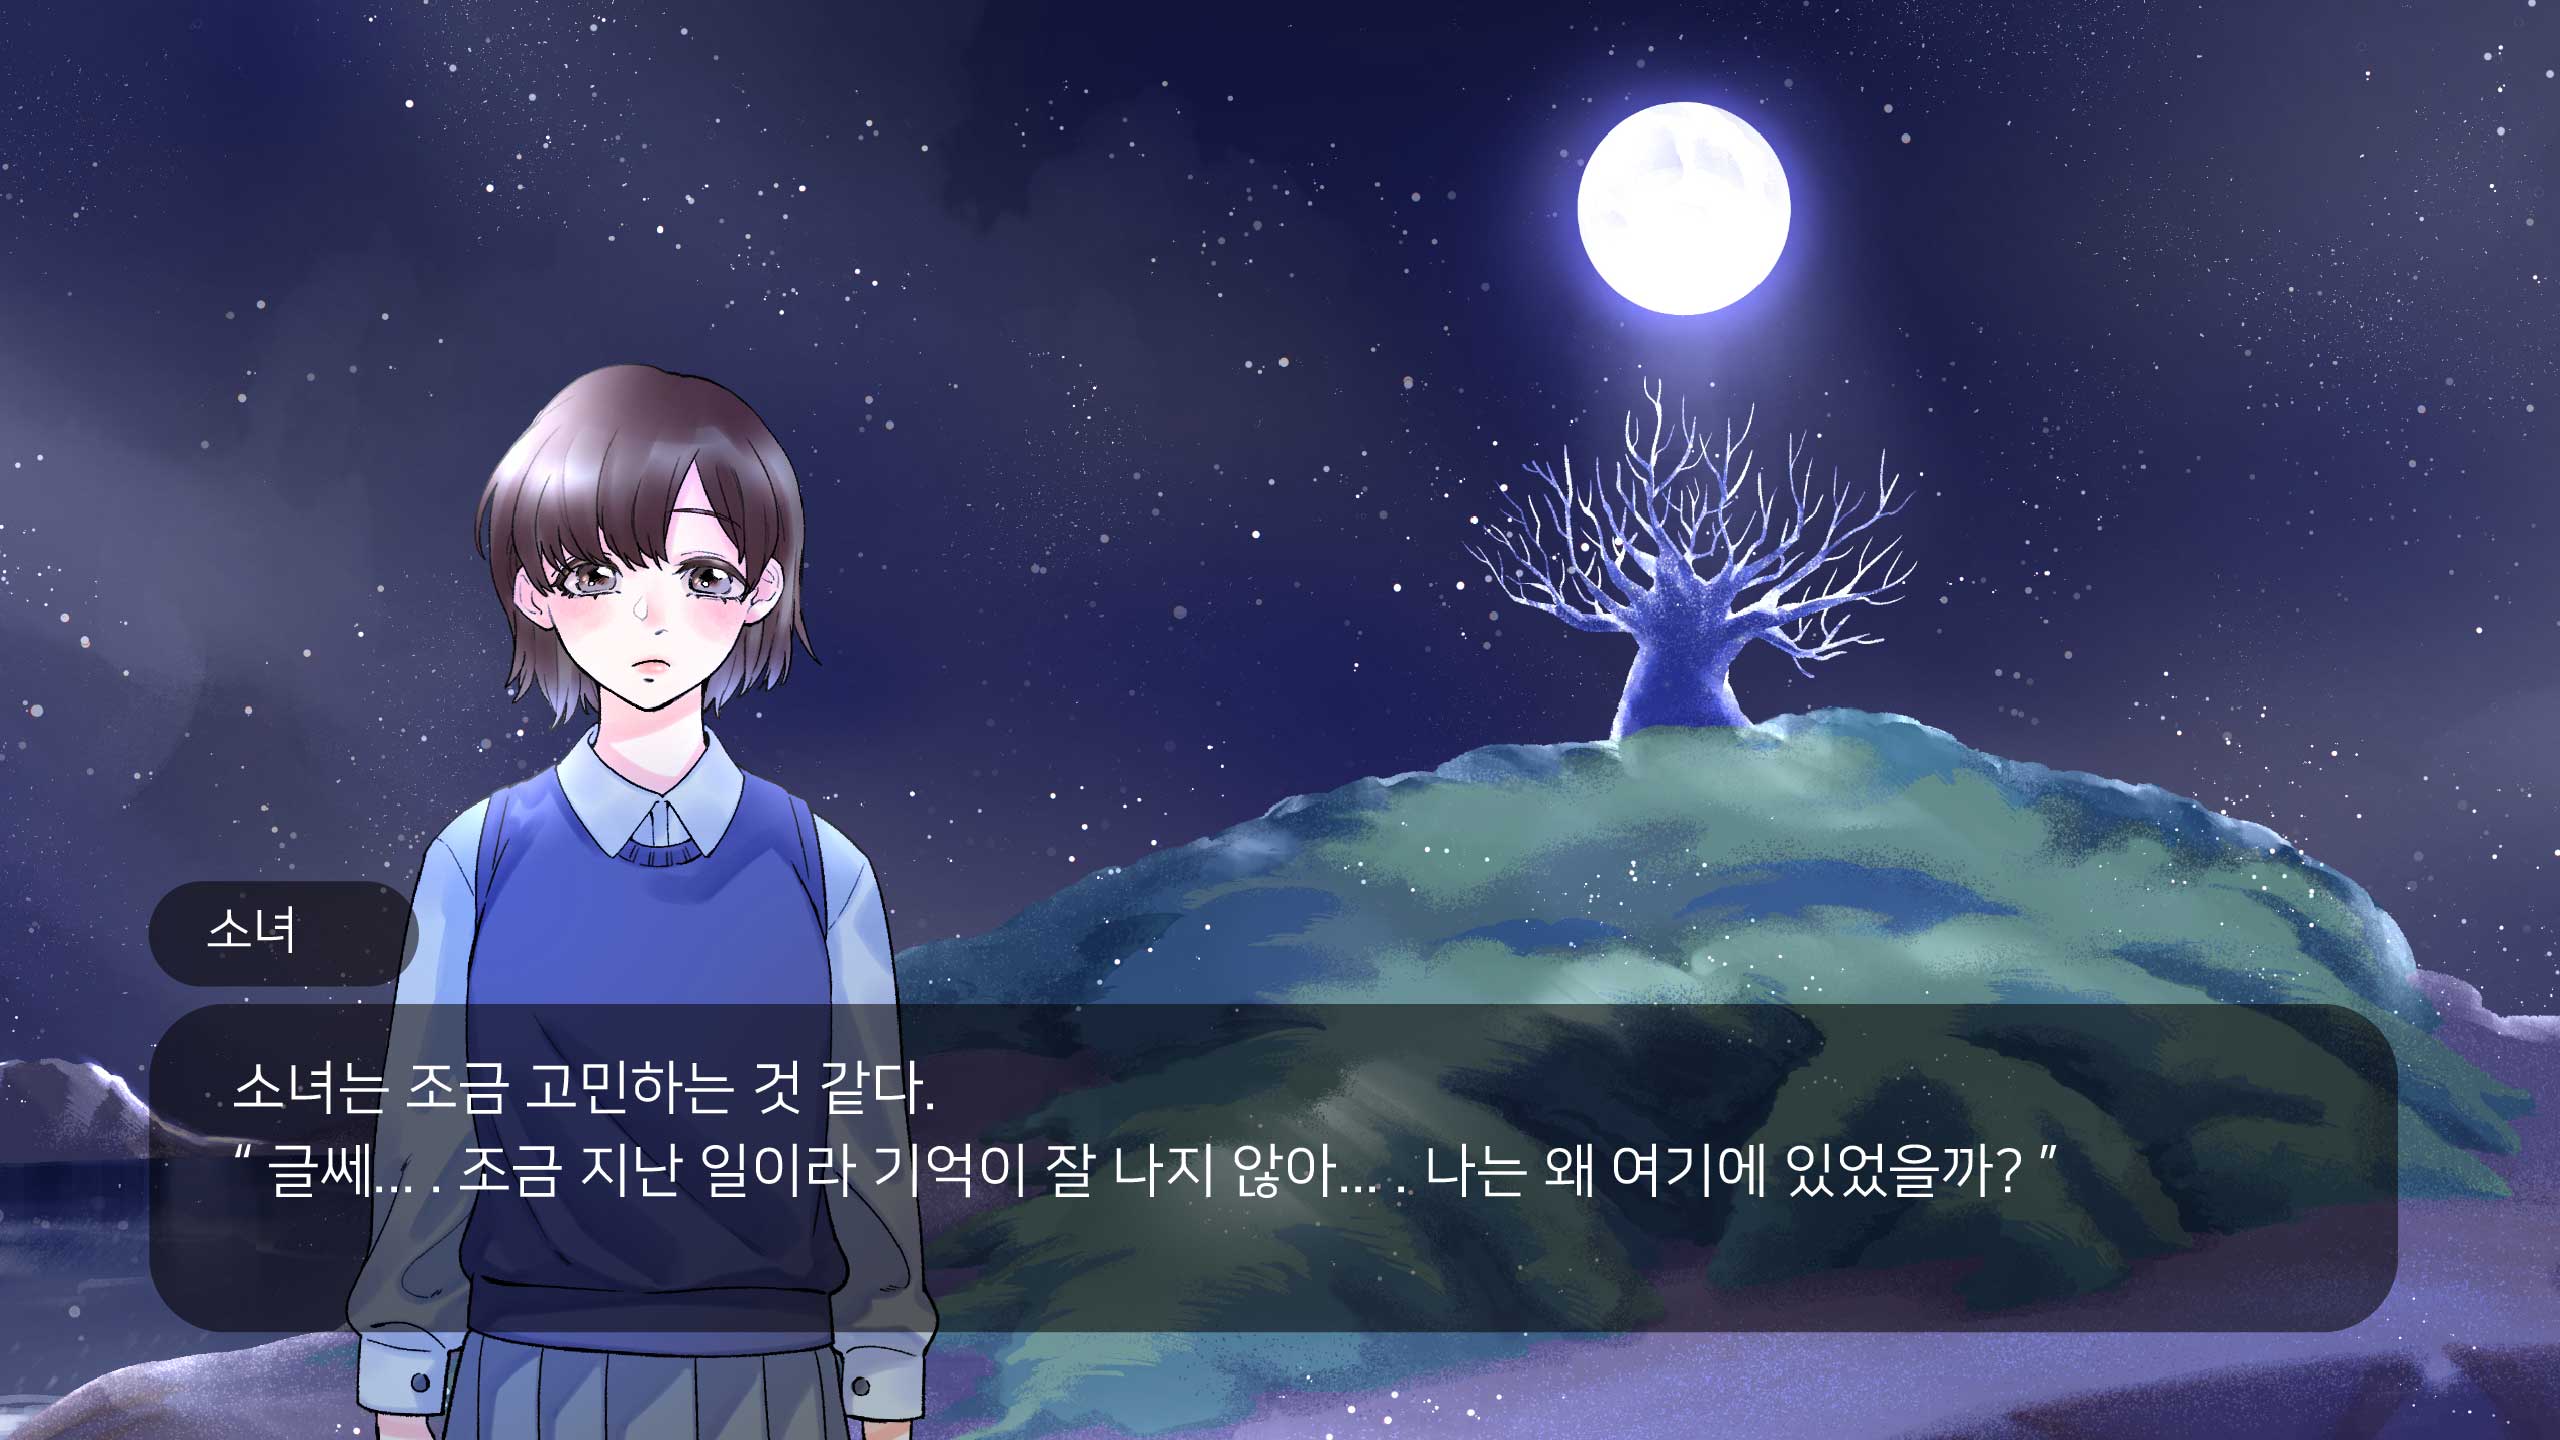 소녀
소녀는 조금 고민하는 것 같다.
“ 글쎄... . 조금 지난 일이라 기억이 잘 나지 않아... . 나는 왜 여기에 있었을까? ”